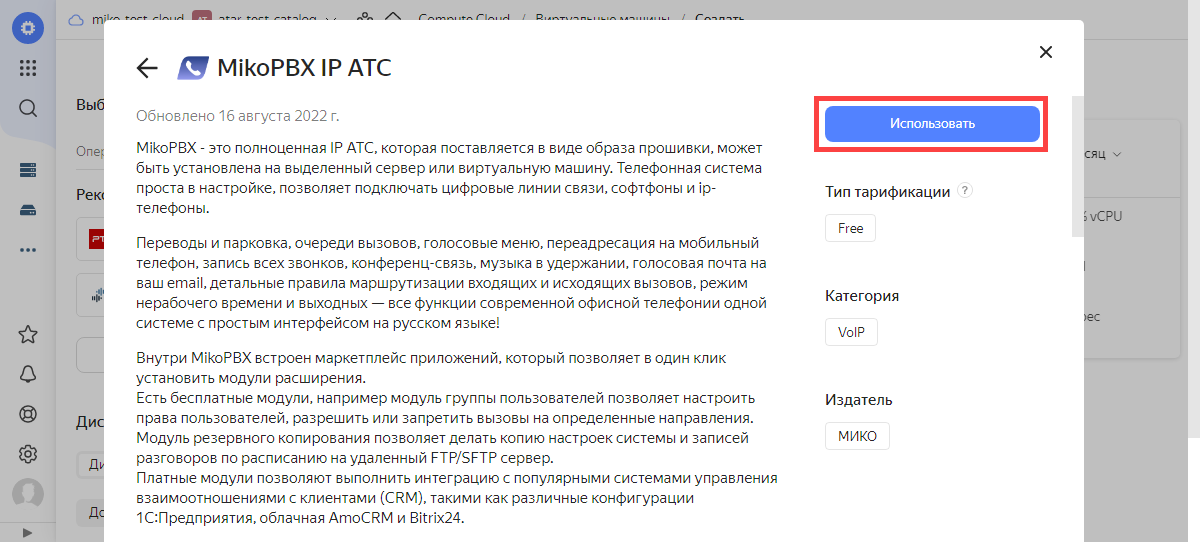 miko-test-cloud atar-test-catalog Compute Cloud / Виртуальные машины / Создать
MikoPBX IP АТС
Обновлено 16 августа 2022 г.
MikoPBX - это полноценная IP АТС, которая поставляется в виде образа прошивки, может
быть установлена на выделенный сервер или виртуальную машину. Телефонная система
проста в настройке, позволяет подключать цифровые линии связи, софтфоны и ip-
телефоны.
Переводы и парковка, очереди вызовов, голосовые меню, переадресация на мобильный
телефон, запись всех звонков, конференц-связь, музыка в удержании, голосовая почта на
ваш email, детальные правила маршрутизации входящих и исходящих вызовов, режим
нерабочего времени и выходных — все функции современной офисной телефонии одной
системе с простым интерфейсом на русском языке!
Внутри MikoPBX встроен маркетплейс приложений, который позволяет в один клик
установить модули расширения.
Есть бесплатные модули, например модуль группы пользователей позволяет настроить
права пользователей, разрешить или запретить вызовы на определенные направления.
Модуль резервного копирования позволяет делать копию настроек системы и записей
разговоров по расписанию на удаленный FTP/SFTP сервер.
Платные модули позволяют выполнить интеграцию с популярными системами управления
взаимоотношениями с клиентами (CRM), такими как различные конфигурации
1С:Предприятия, облачная AmoCRM и Bitrix24.
Использовать
Тип тарификации ?
Free
Категория
VoIP
Издатель
МИКО
Выб
Опер
Рекс
Дис
Ди
До
сяц
% vCPU
рес